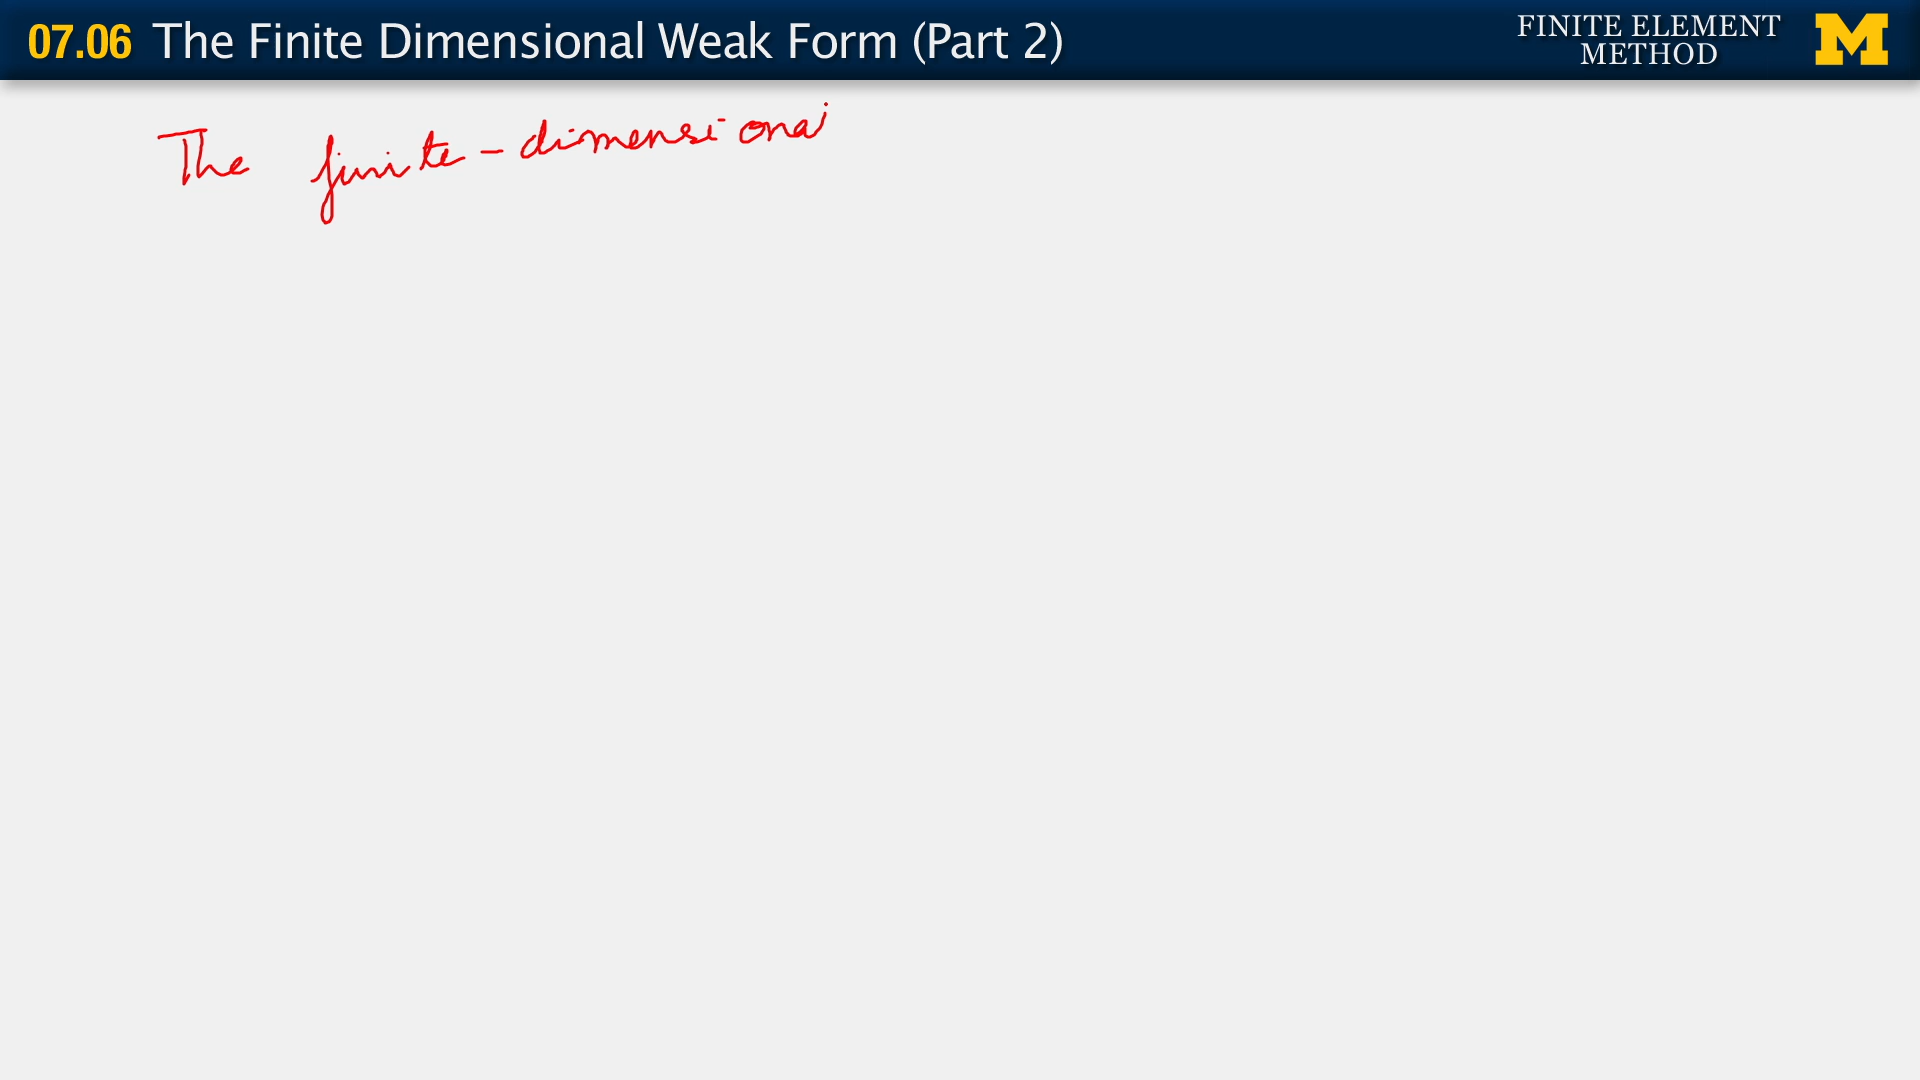 07.06 The Finite Dimensional Weak Form (Part 2)
FINITE ELEMENT
METHOD
M
The finite-dimensional